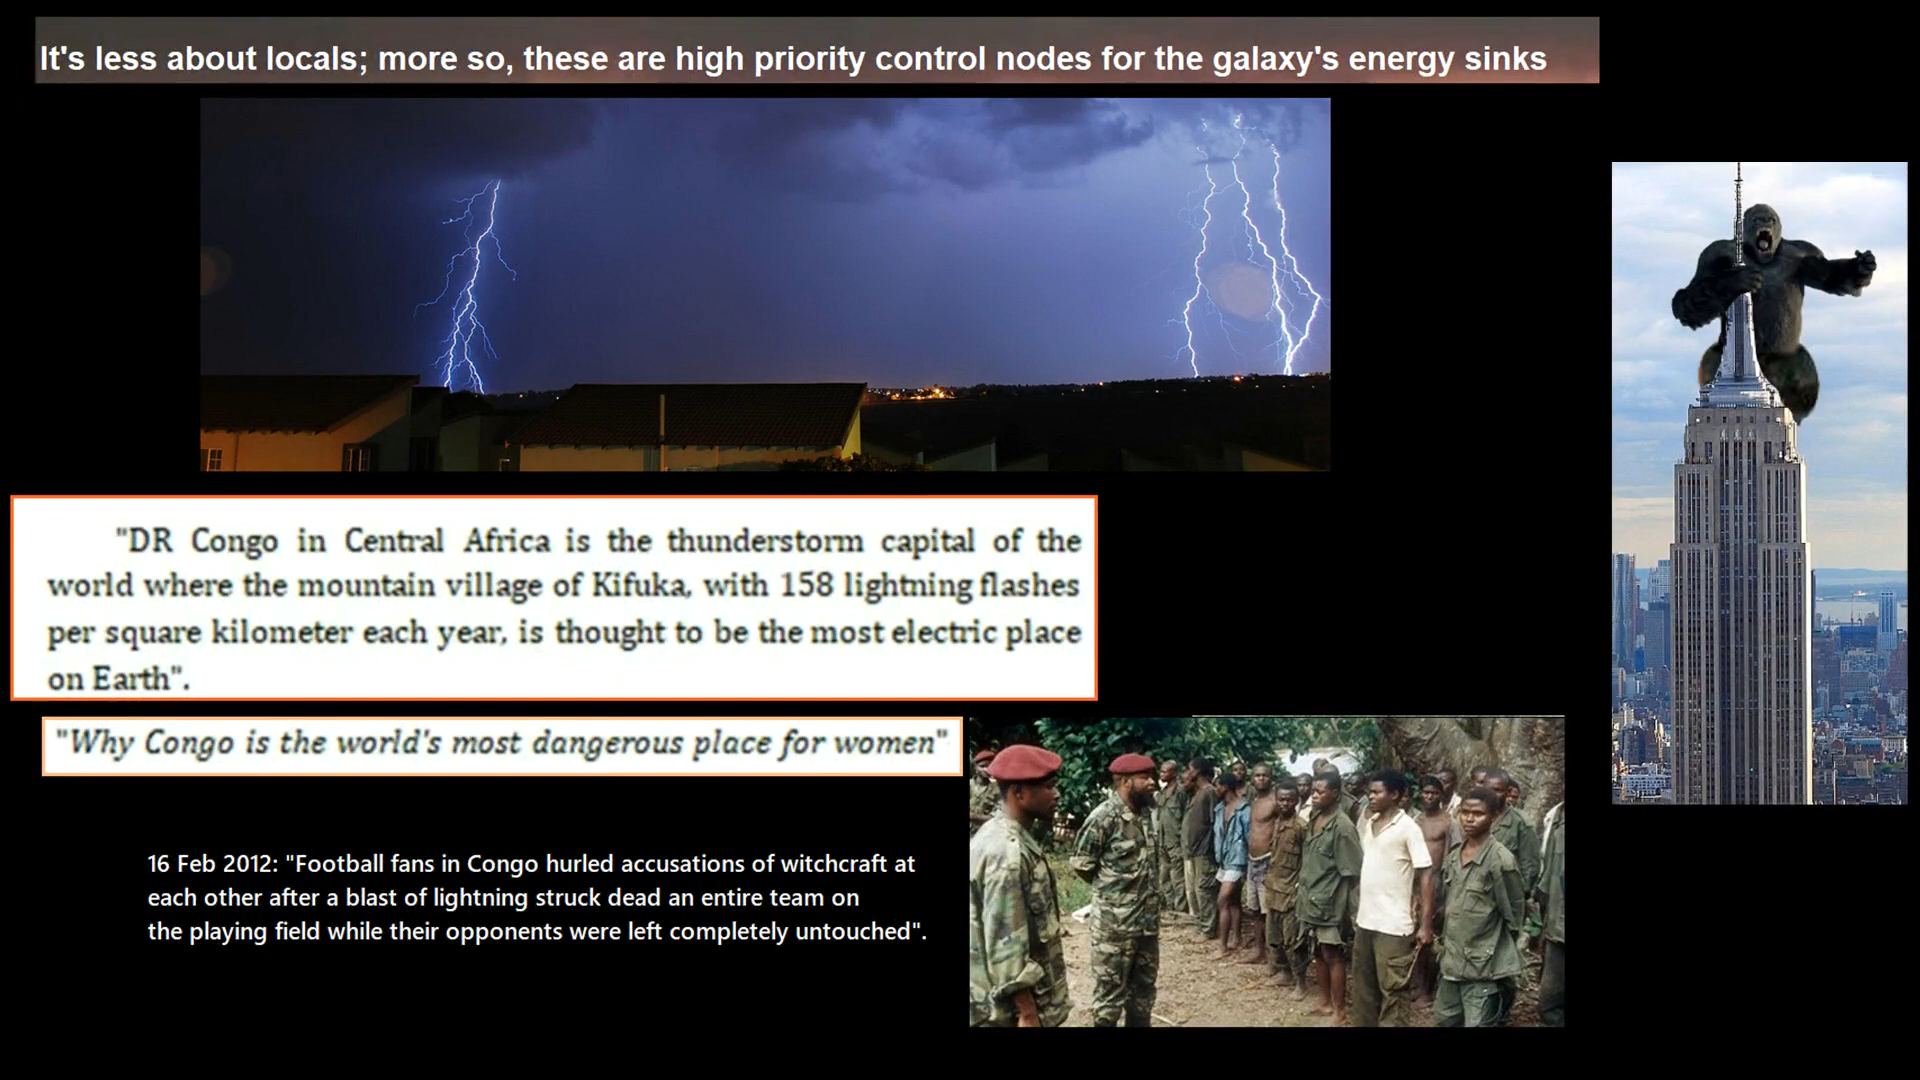 It's less about locals; more so, these are high priority control nodes for the galaxy's energy sinks
"DR Congo in Central Africa is the thunderstorm capital of the
world where the mountain village of Kifuka, with 158 lightning flashes
per square kilometer each year, is thought to be the most electric place
on Earth".
"Why Congo is the world's most dangerous place for women"
16 Feb 2012: "Football fans in Congo hurled accusations of witchcraft at
each other after a blast of lightning struck dead an entire team on
the playing field while their opponents were left completely untouched".